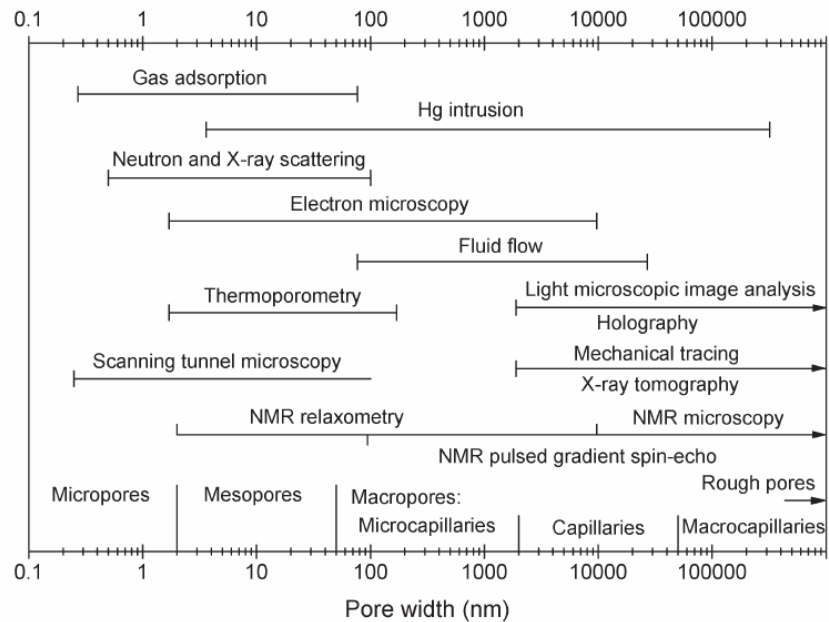 0.1 1 10 100 1000 10000 100000
Gas adsorption
Hg intrusion
Neutron and X-ray scattering
Electron microscopy
Fluid flow
Thermoporometry
Light microscopic image analysis
Holography
Scanning tunnel microscopy
Mechanical tracing
X-ray tomography
NMR relaxometry
NMR microscopy
NMR pulsed gradient spin-echo
Rough pores
Micropores
Mesopores
Macropores:
Microcapillaries
Capillaries
Macrocapillaries
0.1 1 10 100 1000 10000 100000
Pore width (nm)